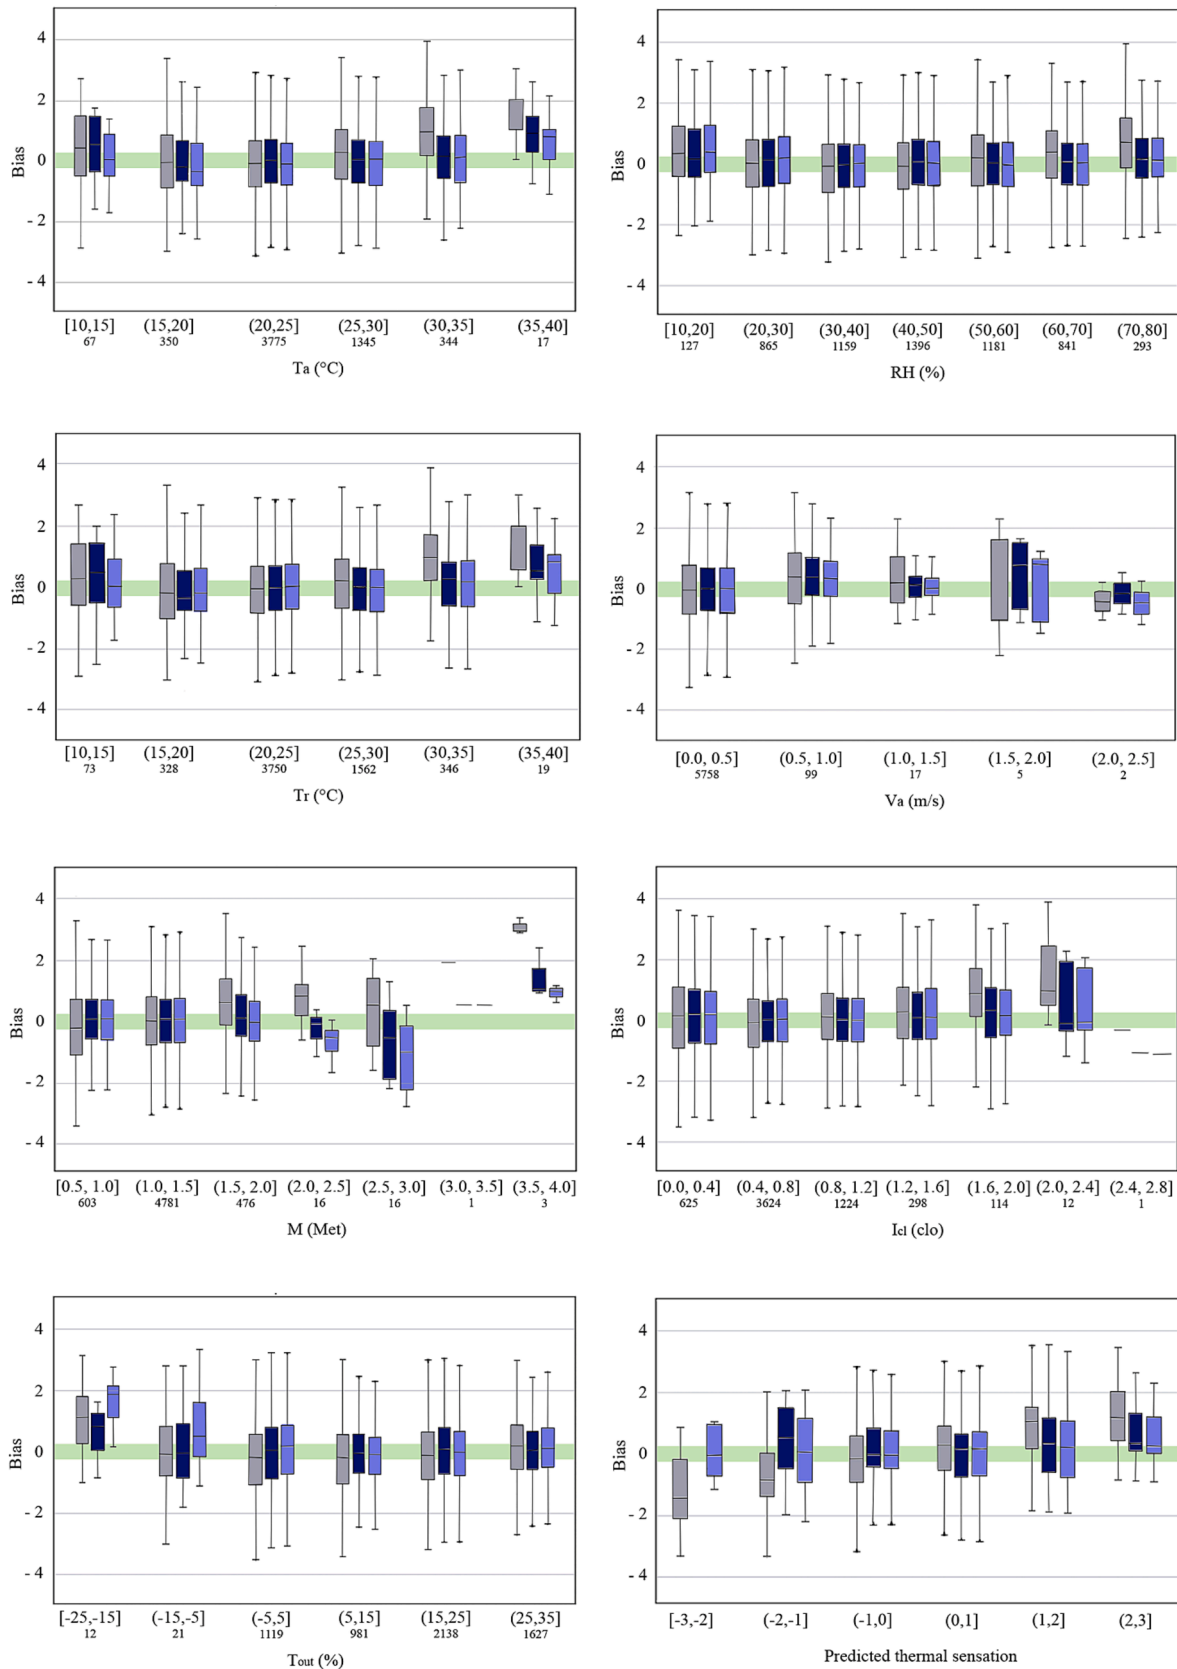 4
2
Bias
0
- 2
- 4
[10,15] (15,20] (20,25] (25,30] (30,35] (35,40]
67 350 3775 1345 344 17
Ta (°C)
4
2
Bias
0
- 2
- 4
[10,20] (20,30] (30,40] (40,50] (50,60] (60,70] (70,80]
127 865 1159 1396 1181 841 293
RH (%)
4
2
Bias
0
- 2
- 4
[10,15] (15,20] (20,25] (25,30] (30,35] (35,40]
73 328 3750 1562 346 19
Tr (°C)
4
2
Bias
0
- 2
- 4
[0.0, 0.5] (0.5, 1.0] (1.0, 1.5] (1.5, 2.0] (2.0, 2.5]
5758 99 17 5 2
Va (m/s)
4
2
Bias
0
- 2
- 4
[0.5, 1.0] (1.0, 1.5] (1.5, 2.0] (2.0, 2.5] (2.5, 3.0] (3.0, 3.5] (3.5, 4.0]
603 4781 476 16 16 1 3
M (Met)
4
2
Bias
0
- 2
- 4
[0.0, 0.4] (0.4, 0.8] (0.8, 1.2] (1.2, 1.6] (1.6, 2.0] (2.0, 2.4] (2.4, 2.8]
625 3624 1224 298 114 12 1
Icl (clo)
4
2
Bias
0
- 2
- 4
[-25,-15] (-15,-5] (-5,5] (5,15] (15,25] (25,35]
12 21 1119 981 2138 1627
Tout (%)
4
2
Bias
0
- 2
- 4
[-3,-2] (-2,-1] (-1,0] (0,1] (1,2] (2,3]
Predicted thermal sensation